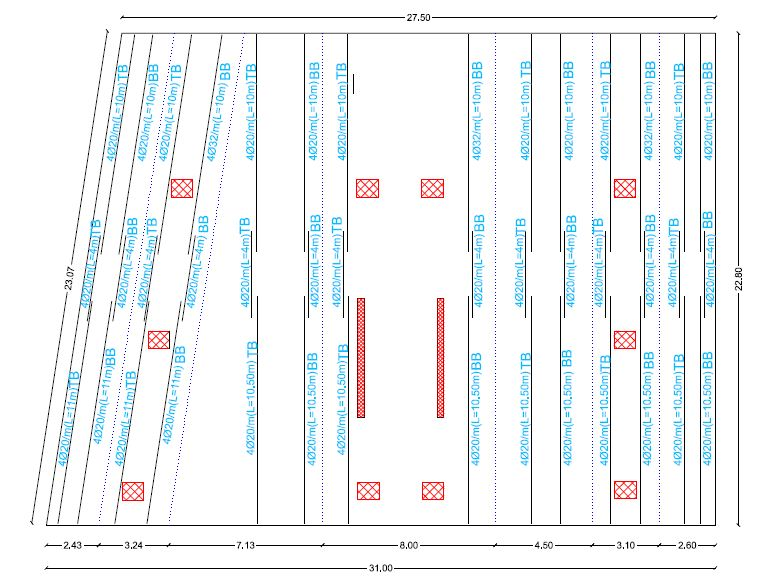 27.50
4Ø20/m(L=10m)TB
4Ø20/m(L=10m)BB
4Ø20/m(L=10m)TB
4Ø32/m(L=10m)BB
4Ø20/m(L=10m)TB
4Ø20/m(L=10m)BB
4Ø20/m(L=10m)TB
4Ø32/m(L=10m)BB
4Ø20/m(L=10m)TB
4Ø20/m(L=10m)BB
4Ø20/m(L=10m)TB
4Ø32/m(L=10m)BB
4Ø20/m(L=10m)TB
4Ø20/m(L=10m)BB
23.07
22.80
4Ø20/m(L=4m)TB
4Ø20/m(L=4m)BB
4Ø20/m(L=4m)TB
4Ø20/m(L=4m)BB
4Ø20/m(L=4m)TB
4Ø20/m(L=4m)BB
4Ø20/m(L=4m)TB
4Ø20/m(L=4m)BB
4Ø20/m(L=4m)TB
4Ø20/m(L=4m)BB
4Ø20/m(L=4m)TB
4Ø20/m(L=4m)BB
4Ø20/m(L=4m)TB
4Ø20/m(L=4m)BB
4Ø20/m(L=11m)TB
4Ø20/m(L=11m)BB
4Ø20/m(L=11m)TB
4Ø20/m(L=11m)BB
4Ø20/m(L=10,50m)TB
4Ø20/m(L=10,50m)BB
4Ø20/m(L=10,50m)TB
4Ø20/m(L=10,50m)BB
4Ø20/m(L=10,50m)TB
4Ø20/m(L=10,50m)BB
4Ø20/m(L=10,50m)TB
4Ø20/m(L=10,50m)BB
4Ø20/m(L=10,50m)TB
4Ø20/m(L=10,50m)BB
2.43
3.24
7.13
8.00
4.50
3.10
2.60
31.00